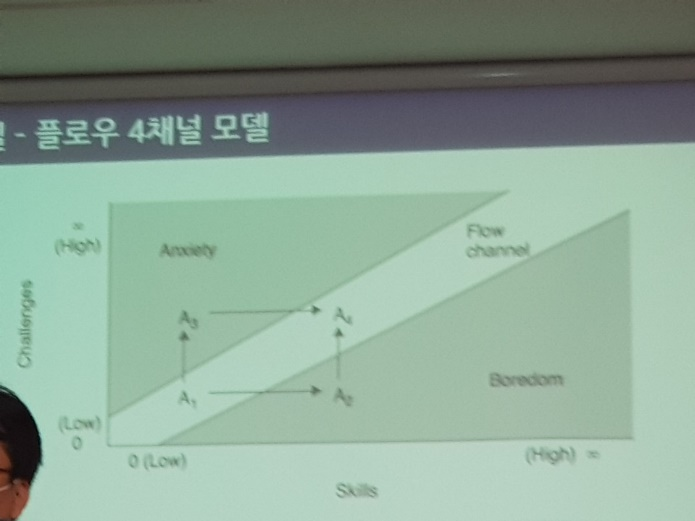 - 플로우 4채널 모델
∞
(High)
Anxiety
Flow
channel
Challenges
A3
A4
Boredom
A1
A2
(Low)
0
0 (Low)
(High) ∞
Skills